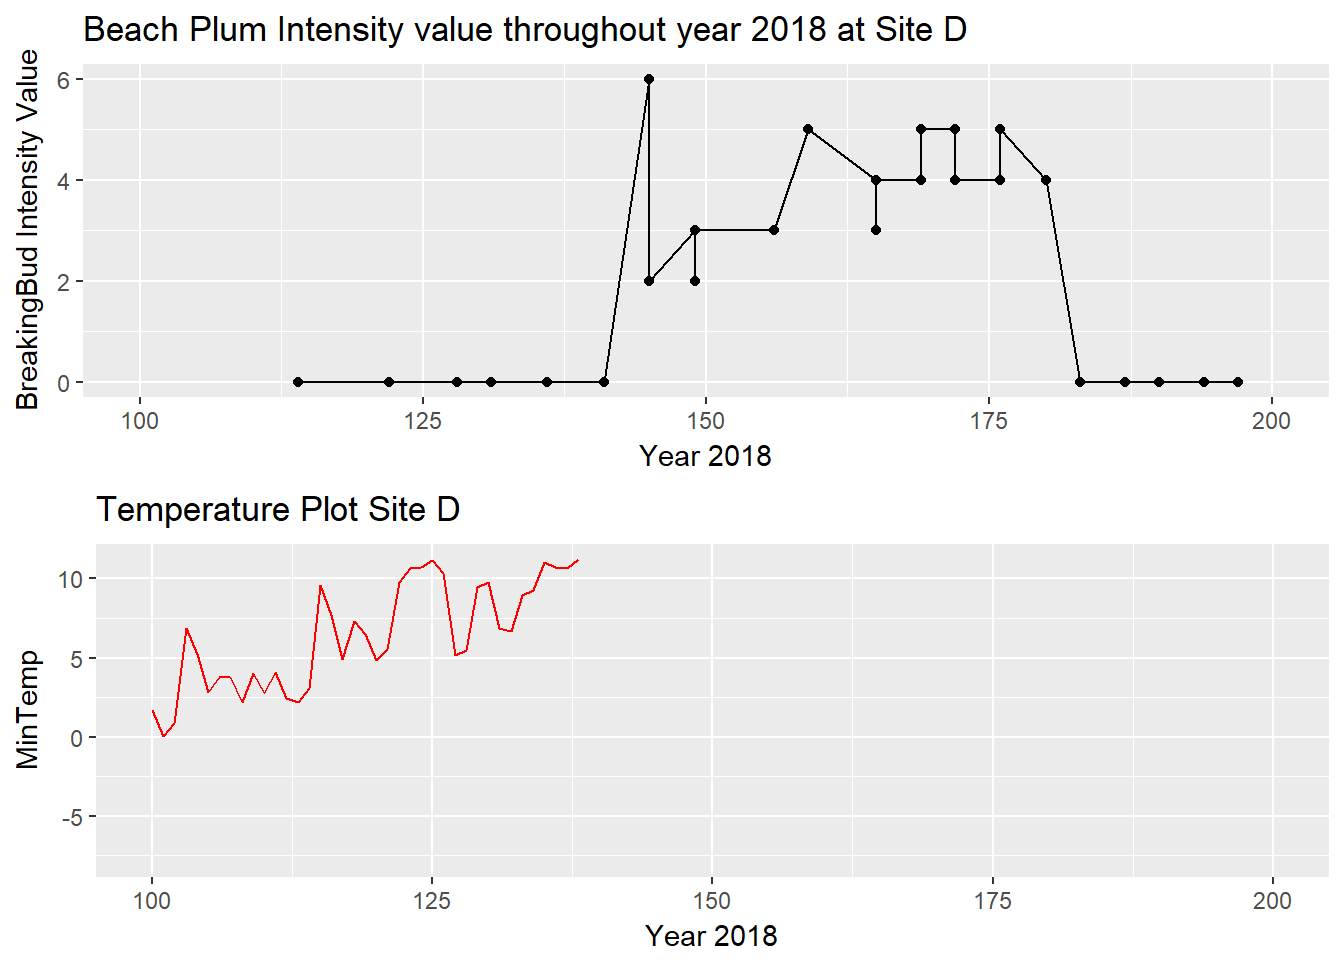 Beach Plum Intensity value throughout year 2018 at Site D
BreakingBud Intensity Value
6
4
2
0
100 125 150 175 200
Year 2018
Temperature Plot Site D
MinTemp
10
5
0
-5
100 125 150 175 200
Year 2018